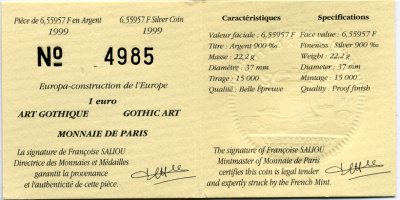 Pièce de 6,55957 F en Argent 6,55957 F Silver Coin
1999 1999
No 4985
Europa-construction de l'Europe
1 euro
ART GOTHIQUE GOTHIC ART
MONNAIE DE PARIS
La signature de Françoise SALIOU
Directrice des Monnaies et Médailles
garantit la provenance
et l'authenticité de cette pièce.
Caractéristiques Specifications
Valeur faciale : 6,55957 F Face value : 6,55957 F
Titre : Argent 900 ‰ Fineness : Silver 900 ‰
Masse : 22,2 g Weight : 22,2 g
Diamètre : 37 mm Diameter : 37 mm
Tirage : 15 000 Mintage : 15 000
Qualité : Belle Épreuve Quality : Proof finish
The signature of Françoise SALIOU
Mintmaster of Monnaie de Paris
certifies this coin is legal tender
and expertly struck by the French Mint.